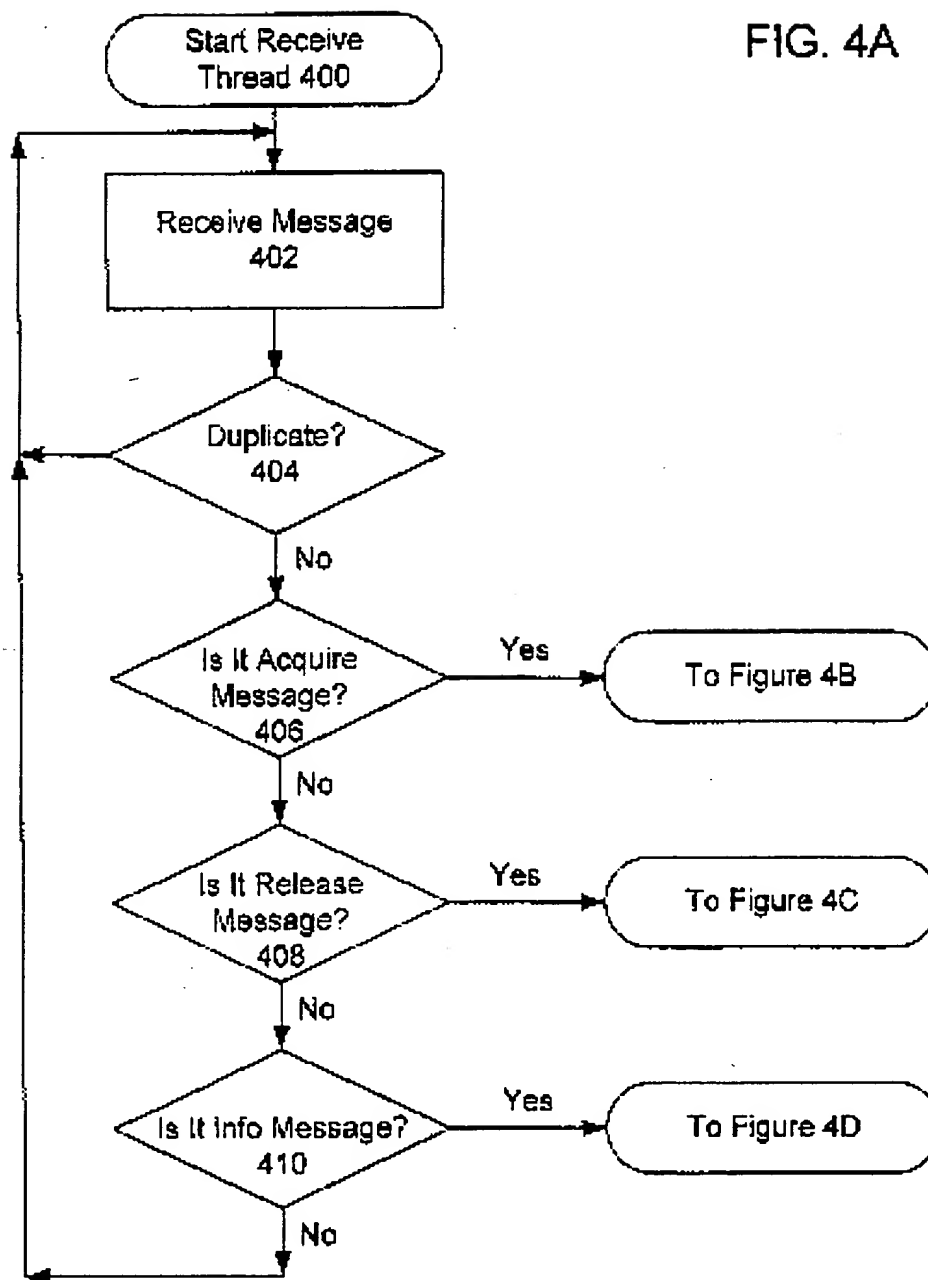 FIG. 4A
Start Receive
Thread 400
Receive Message
402
Duplicate?
404
No
Is It Acquire
Message?
406
Yes
To Figure 4B
No
Is It Release
Message?
408
Yes
To Figure 4C
No
Is It Info Message?
410
Yes
To Figure 4D
No